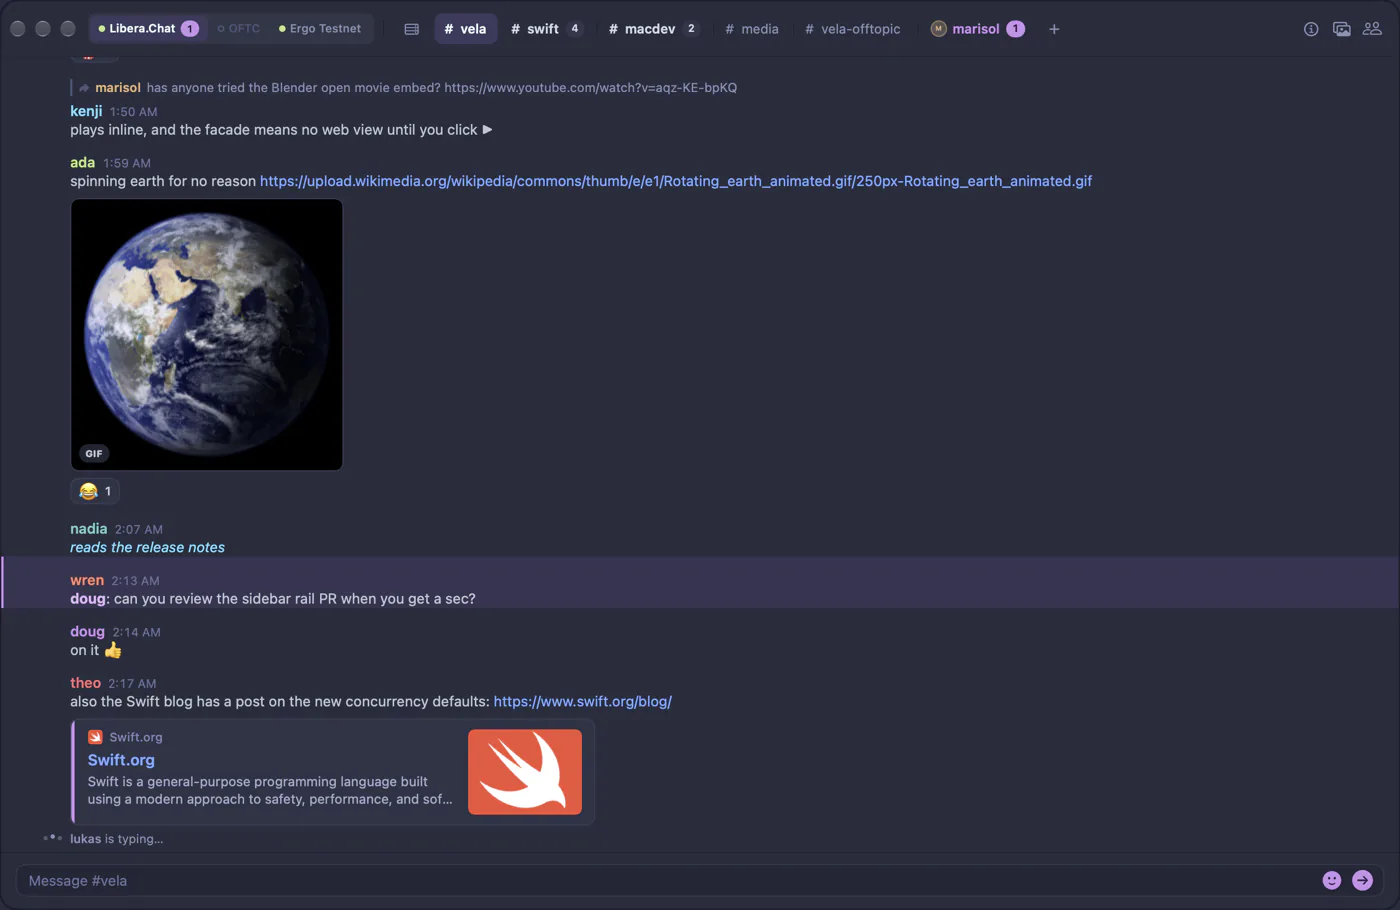 Libera.Chat 1 OFTC Ergo Testnet # vela # swift 4 # macdev 2 # media # vela-offtopic M marisol 1 +
marisol has anyone tried the Blender open movie embed? https://www.youtube.com/watch?v=aqz-KE-bpKQ
kenji 1:50 AM
plays inline, and the facade means no web view until you click ▶
ada 1:59 AM
spinning earth for no reason https://upload.wikimedia.org/wikipedia/commons/thumb/e/e1/Rotating_earth_animated.gif/250px-Rotating_earth_animated.gif
GIF
😂 1
nadia 2:07 AM
reads the release notes
wren 2:13 AM
doug: can you review the sidebar rail PR when you get a sec?
doug 2:14 AM
on it 👍
theo 2:17 AM
also the Swift blog has a post on the new concurrency defaults: https://www.swift.org/blog/
Swift.org
Swift.org
Swift is a general-purpose programming language built
using a modern approach to safety, performance, and sof…
lukas is typing…
Message #vela